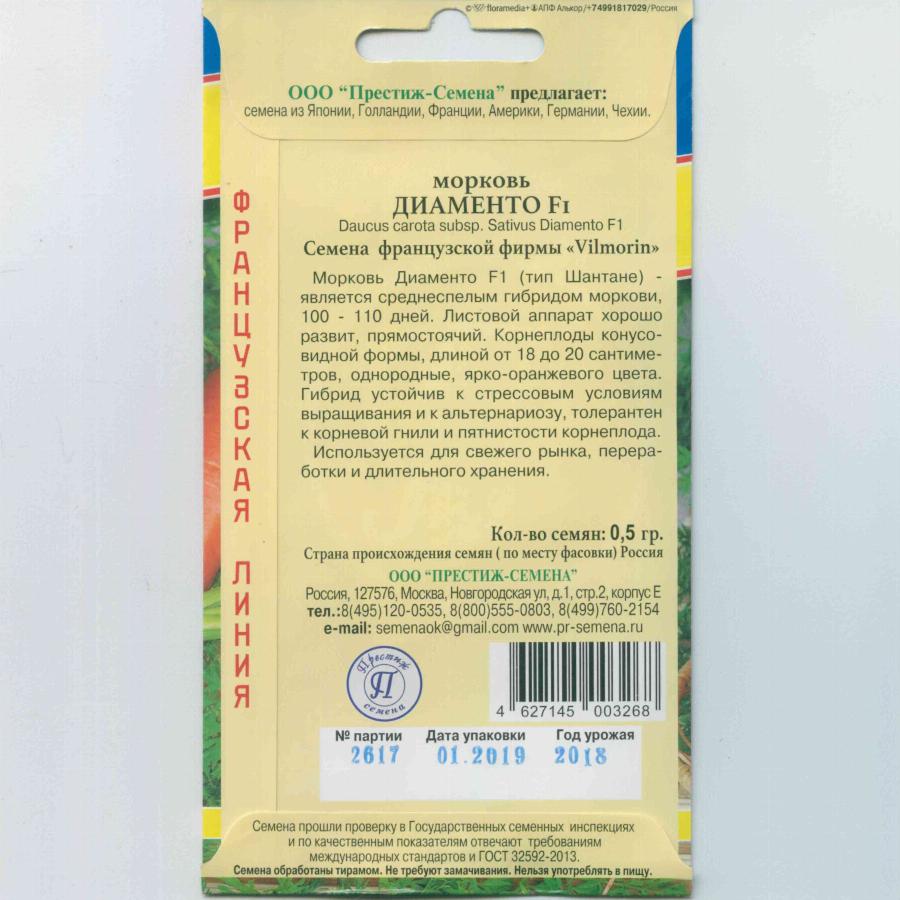 © floramedia+АПФ Алькор/+74991817029/Россия
ООО “Престиж-Семена” предлагает:
семена из Японии, Голландии, Франции, Америки, Германии, Чехии.
ФРАНЦУЗСКАЯ ЛИНИЯ
морковь
ДИАМЕНТО F1
Daucus carota subsp. Sativus Diamento F1
Семена французской фирмы «Vilmorin»
Морковь Диаменто F1 (тип Шантане) -
является среднеспелым гибридом моркови,
100 - 110 дней. Листовой аппарат хорошо
развит, прямостоячий. Корнеплоды конусо-
видной формы, длиной от 18 до 20 сантиме-
тров, однородные, ярко-оранжевого цвета.
Гибрид устойчив к стрессовым условиям
выращивания и к альтернариозу, толерантен
к корневой гнили и пятнистости корнеплода.
Используется для свежего рынка, перера-
ботки и длительного хранения.
Кол-во семян: 0,5 гр.
Страна происхождения семян ( по месту фасовки) Россия
ООО “ПРЕСТИЖ-СЕМЕНА”
Россия, 127576, Москва, Новгородская ул, д.1, стр.2, корпус Е
тел.:8(495)120-0535, 8(800)555-0803, 8(499)760-2154
e-mail: semenaok@gmail.com www.pr-semena.ru
Престиж
П
семена
4 627145 003268
№ партии Дата упаковки Год урожая
2617 01.2019 2018
Семена прошли проверку в Государственных семенных инспекциях
и по качественным показателям отвечают требованиям
международных стандартов и ГОСТ 32592-2013.
Семена обработаны тирамом. Не требуют замачивания. Нельзя употреблять в пищу.